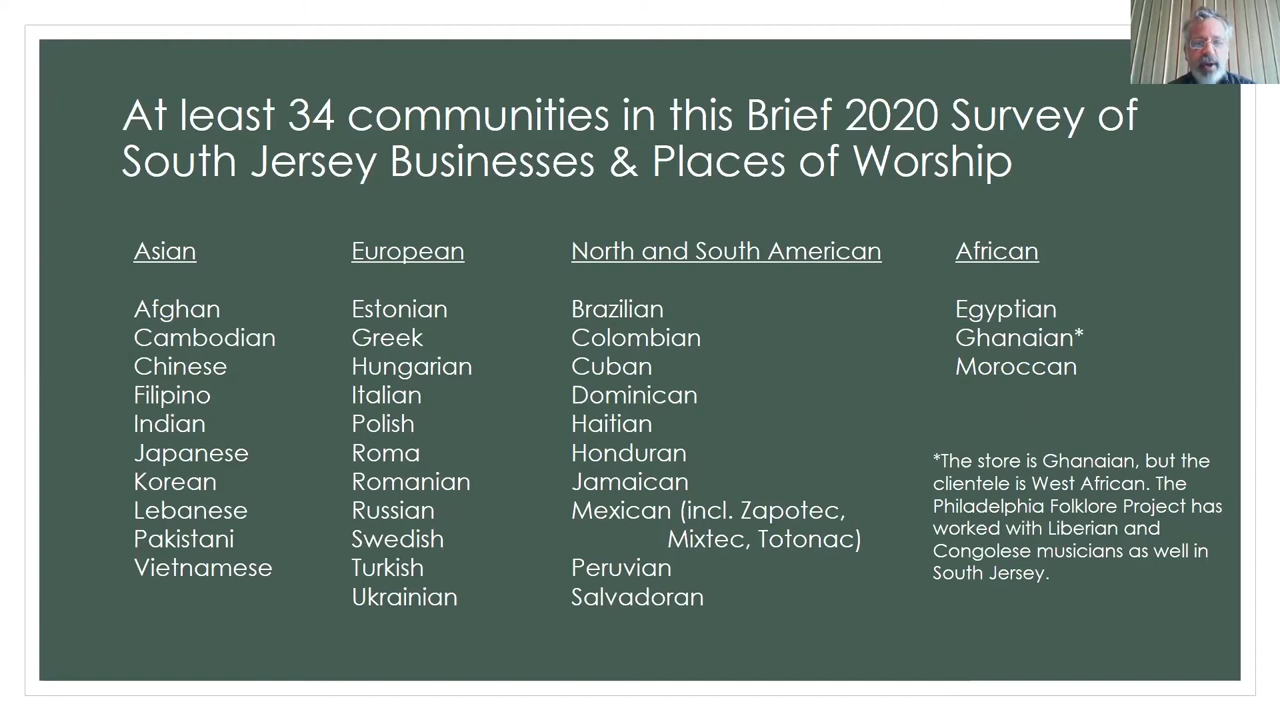 At least 34 communities in this Brief 2020 Survey of
South Jersey Businesses & Places of Worship
Asian
Afghan
Cambodian
Chinese
Filipino
Indian
Japanese
Korean
Lebanese
Pakistani
Vietnamese
European
Estonian
Greek
Hungarian
Italian
Polish
Roma
Romanian
Russian
Swedish
Turkish
Ukrainian
North and South American
Brazilian
Colombian
Cuban
Dominican
Haitian
Honduran
Jamaican
Mexican (incl. Zapotec,
Mixtec, Totonac)
Peruvian
Salvadoran
African
Egyptian
Ghanaian*
Moroccan
*The store is Ghanaian, but the
clientele is West African. The
Philadelphia Folklore Project has
worked with Liberian and
Congolese musicians as well in
South Jersey.